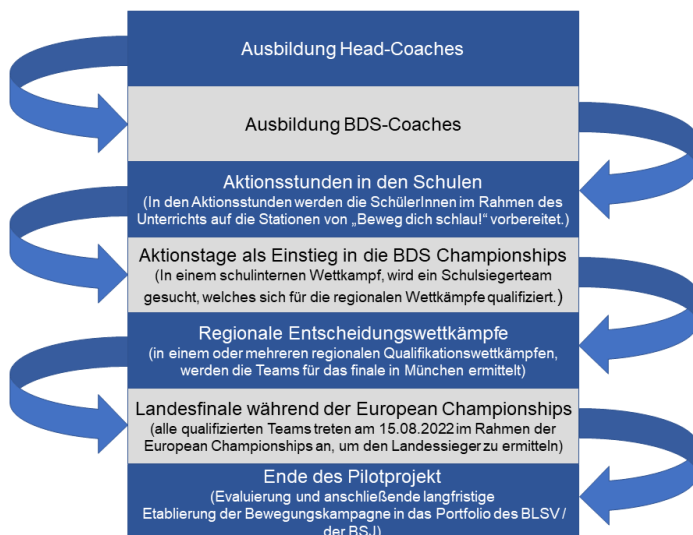 Ausbildung Head-Coaches
Ausbildung BDS-Coaches
Aktionsstunden in den Schulen
(In den Aktionsstunden werden die SchülerInnen im Rahmen des
Unterrichts auf die Stationen von „Beweg dich schlau!“ vorbereitet.)
Aktionstage als Einstieg in die BDS Championships
(In einem schulinternen Wettkampf, wird ein Schulsiegerteam
gesucht, welches sich für die regionalen Wettkämpfe qualifiziert.)
Regionale Entscheidungswettkämpfe
(in einem oder mehreren regionalen Qualifikationswettkämpfen,
werden die Teams für das finale in München ermittelt)
Landesfinale während der European Championships
(alle qualifizierten Teams treten am 15.08.2022 im Rahmen der
European Championships an, um den Landessieger zu ermitteln)
Ende des Pilotprojekt
(Evaluierung und anschließende langfristige
Etablierung der Bewegungskampagne in das Portfolio des BLSV /
der BSJ)